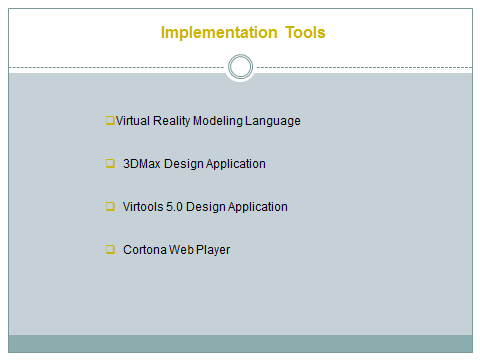 Implementation Tools
Virtual Reality Modeling Language
3DMax Design Application
Virtools 5.0 Design Application
Cortona Web Player